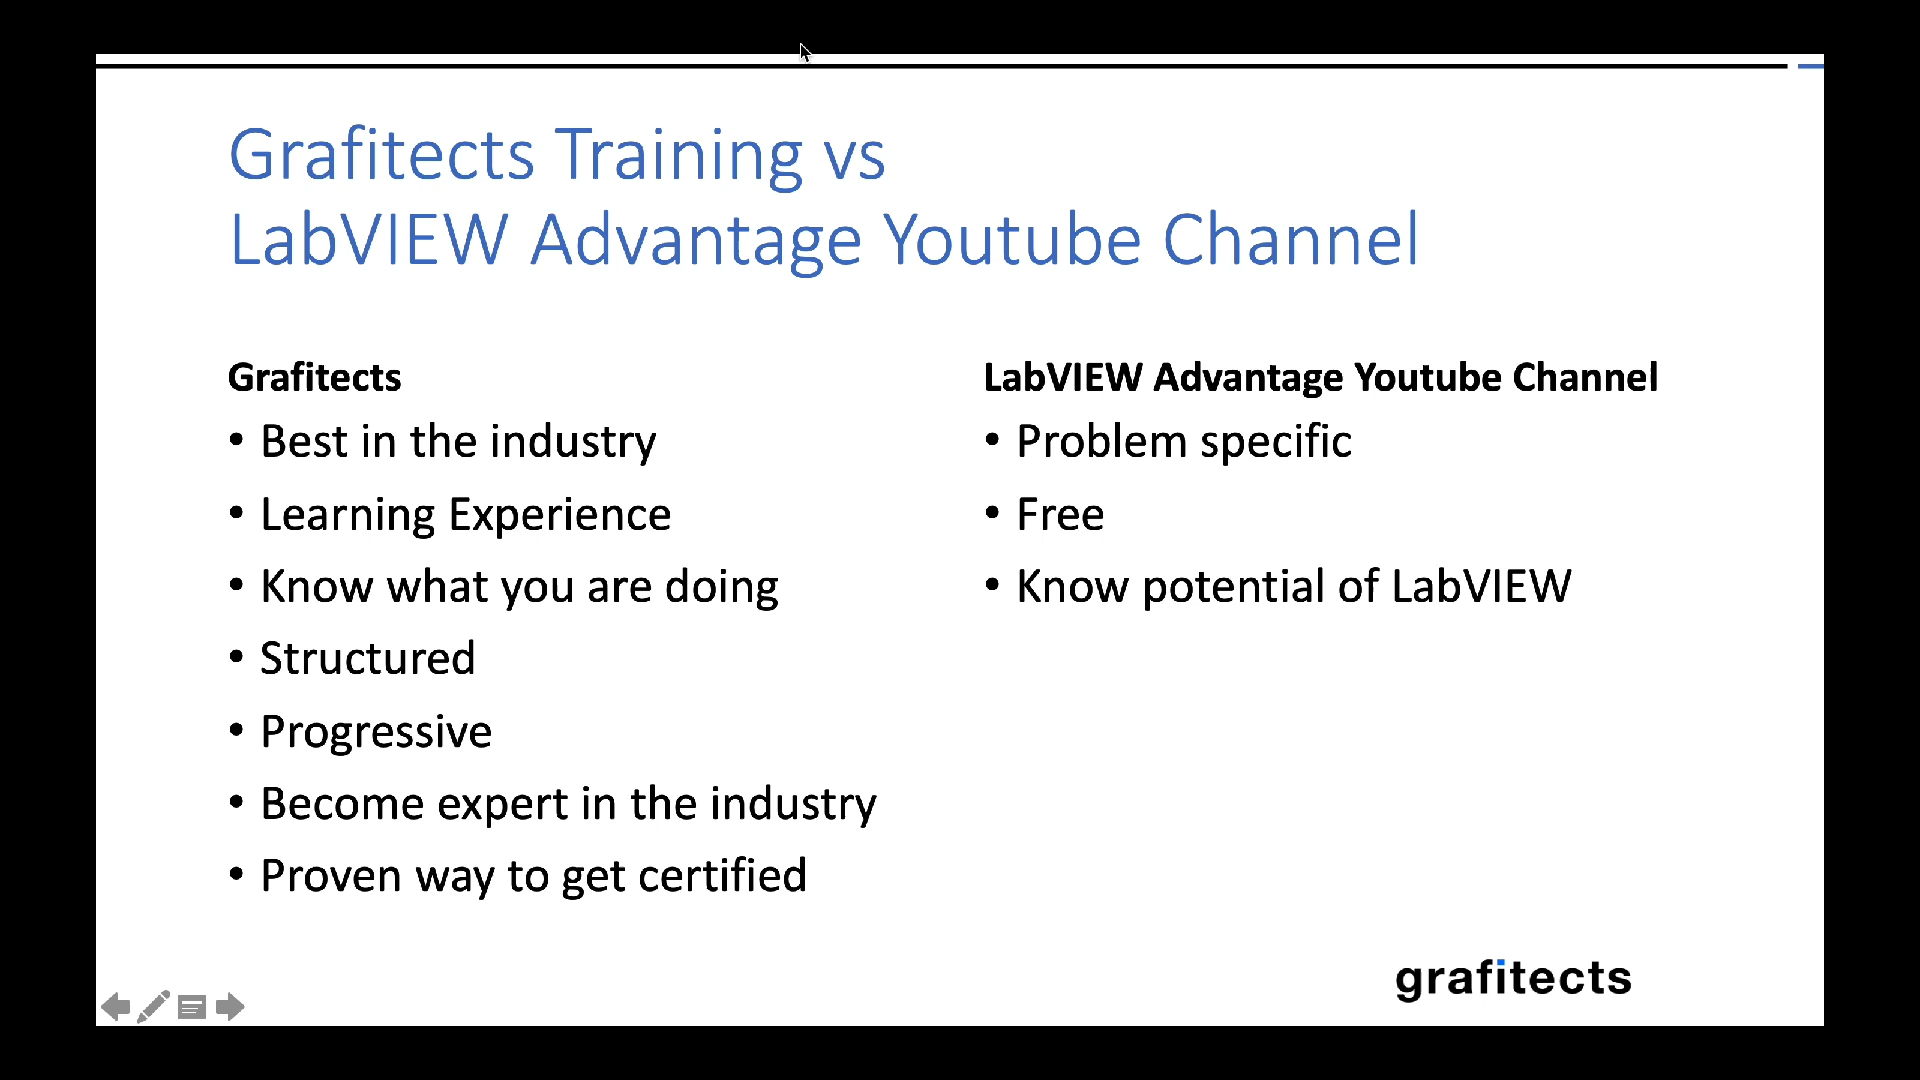 Grafitects Training vs
LabVIEW Advantage Youtube Channel
Grafitects
• Best in the industry
• Learning Experience
• Know what you are doing
• Structured
• Progressive
• Become expert in the industry
• Proven way to get certified
LabVIEW Advantage Youtube Channel
• Problem specific
• Free
• Know potential of LabVIEW
grafitects